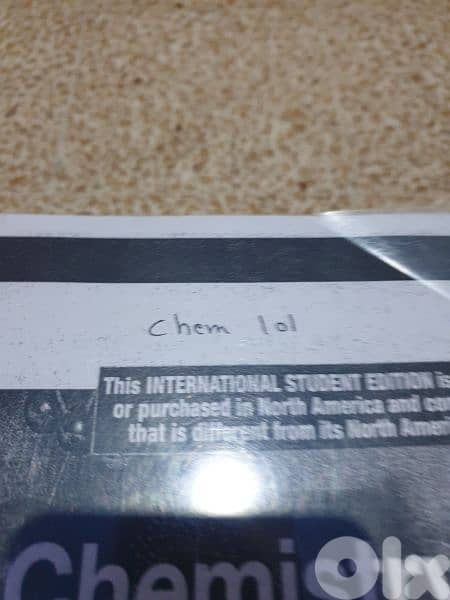 Chem 101
This INTERNATIONAL STUDENT EDITION is
or purchased in North America and
that is different from its North
olx